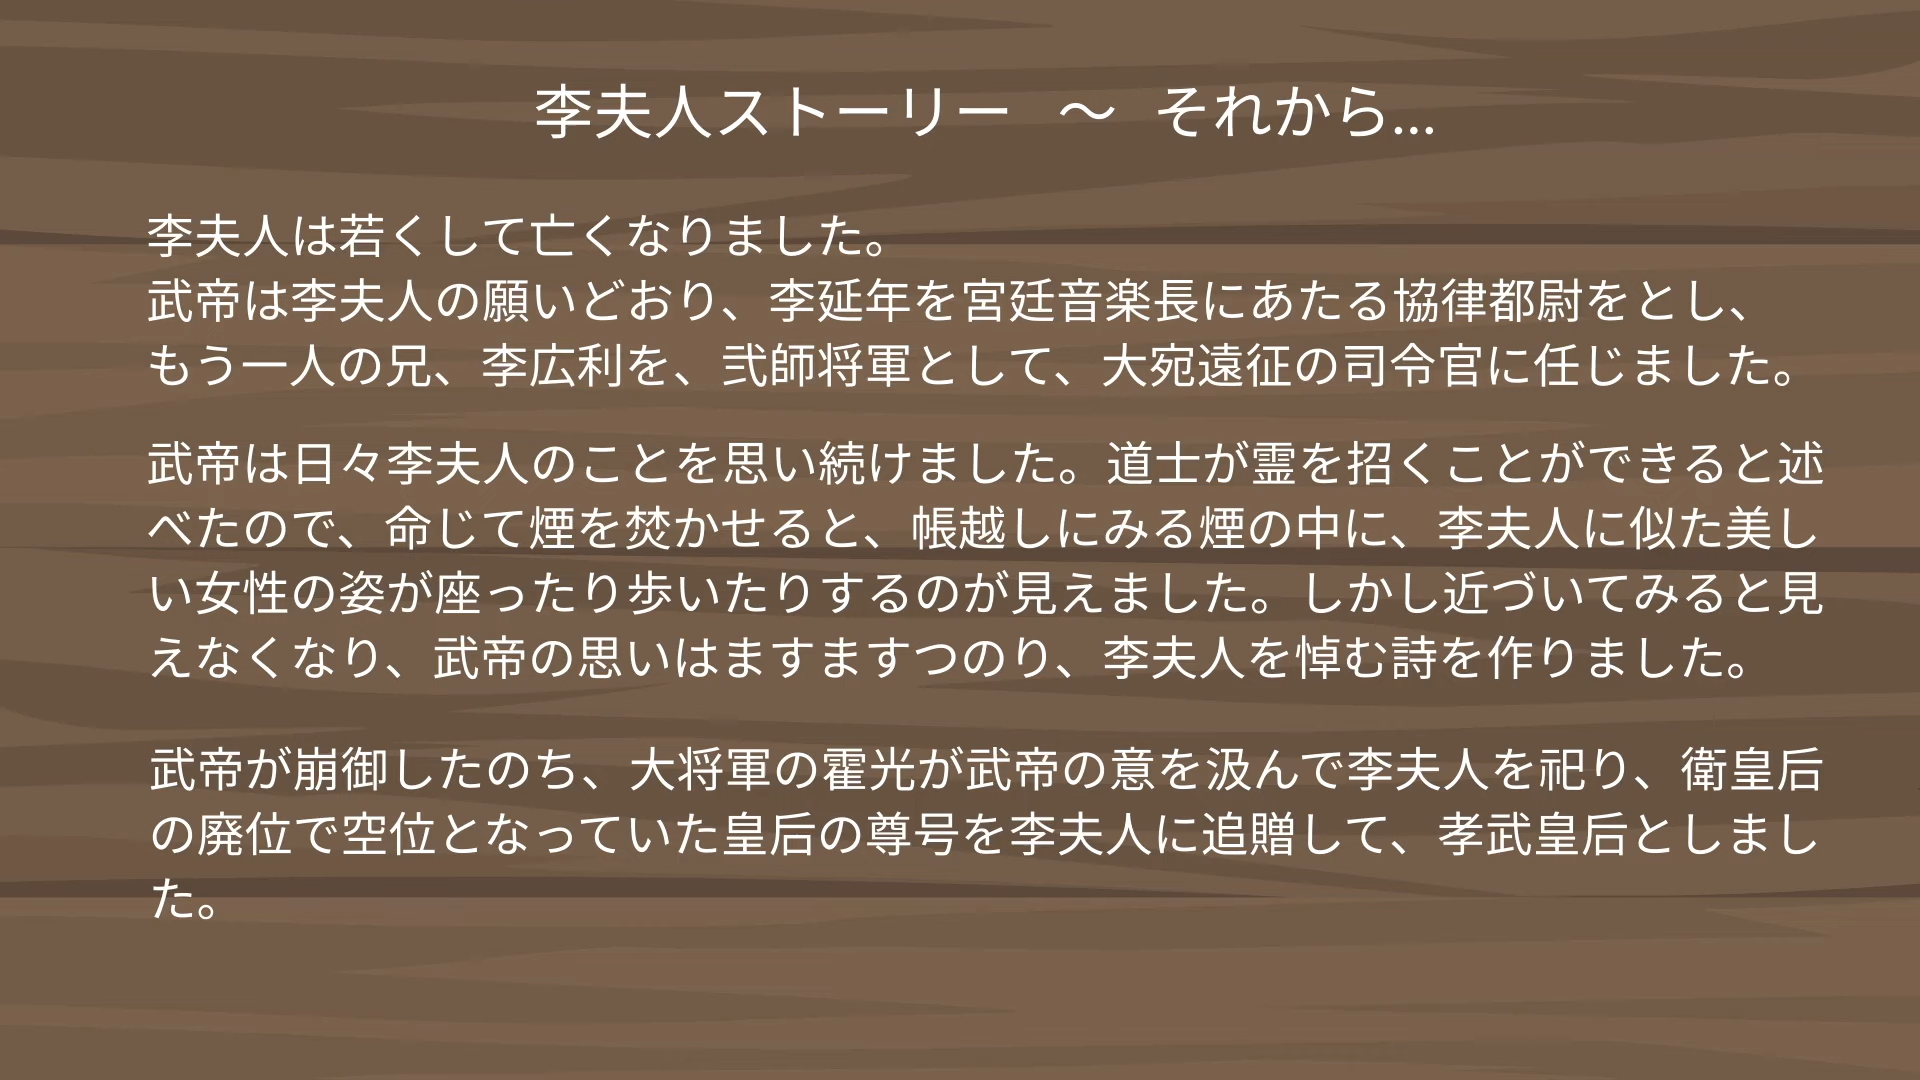 李夫人ストーリー　～　それから...
李夫人は若くして亡くなりました。
武帝は李夫人の願いどおり、李延年を宮廷音楽長にあたる協律都尉をとし、
もう一人の兄、李広利を、弐師将軍として、大宛遠征の司令官に任じました。
武帝は日々李夫人のことを思い続けました。道士が霊を招くことができると述
べたので、命じて煙を焚かせると、帳越しにみる煙の中に、李夫人に似た美し
い女性の姿が座ったり歩いたりするのが見えました。しかし近づいてみると見
えなくなり、武帝の思いはますますつのり、李夫人を悼む詩を作りました。
武帝が崩御したのち、大将軍の霍光が武帝の意を汲んで李夫人を祀り、衛皇后
の廃位で空位となっていた皇后の尊号を李夫人に追贈して、孝武皇后としまし
た。